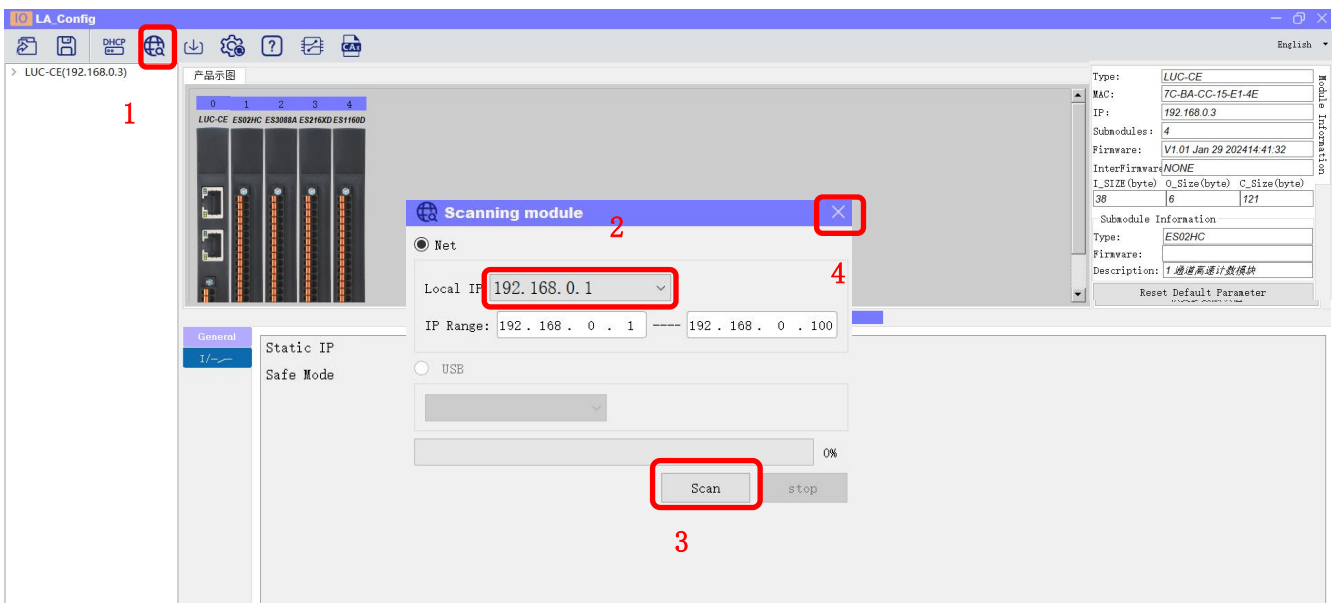 IO LA_Config
DHCP
?
CAT
English
> LUC-CE(192.168.0.3)
1
产品示图
0 1 2 3 4
LUC-CE ES02HC ES3088A ES216XD ES1160D
Type: LUC-CE
MAC: 7C-BA-CC-15-E1-4E
IP: 192.168.0.3
Submodules: 4
Firmware: V1.01 Jan 29 202414:41:32
InterFirmware NONE
I_SIZE(byte) O_Size(byte) C_Size(byte)
38 6 121
Submodule Information
Type: ES02HC
Firmware:
Description: 1 通道高速计数模块
Reset Default Parameter
Module Information
General
Static IP
Safe Mode
Scanning module
2
4
Net
Local IP 192. 168. 0. 1
IP Range: 192 . 168 . 0 . 1 ---- 192 . 168 . 0 . 100
USB
0%
Scan stop
3